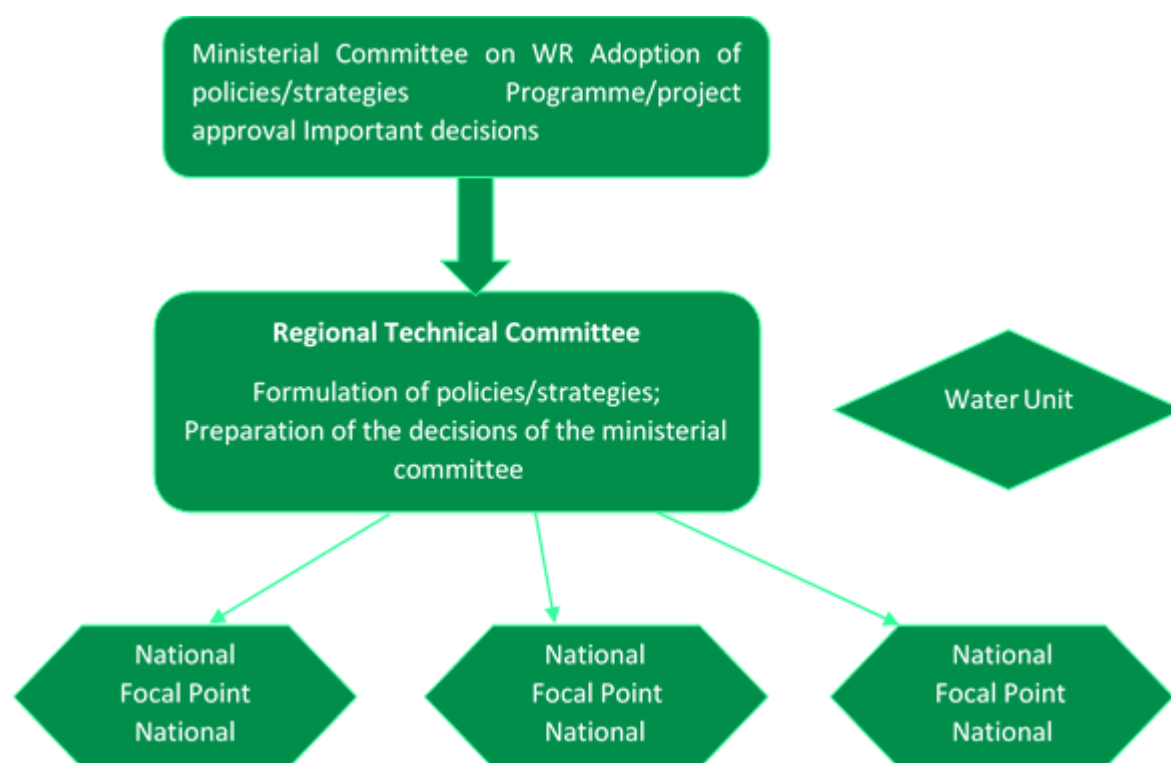 Ministerial Committee on WR Adoption of
policies/strategies Programme/project
approval Important decisions
Regional Technical Committee
Formulation of policies/strategies;
Preparation of the decisions of the ministerial
committee
Water Unit
National
Focal Point
National
National
Focal Point
National
National
Focal Point
National